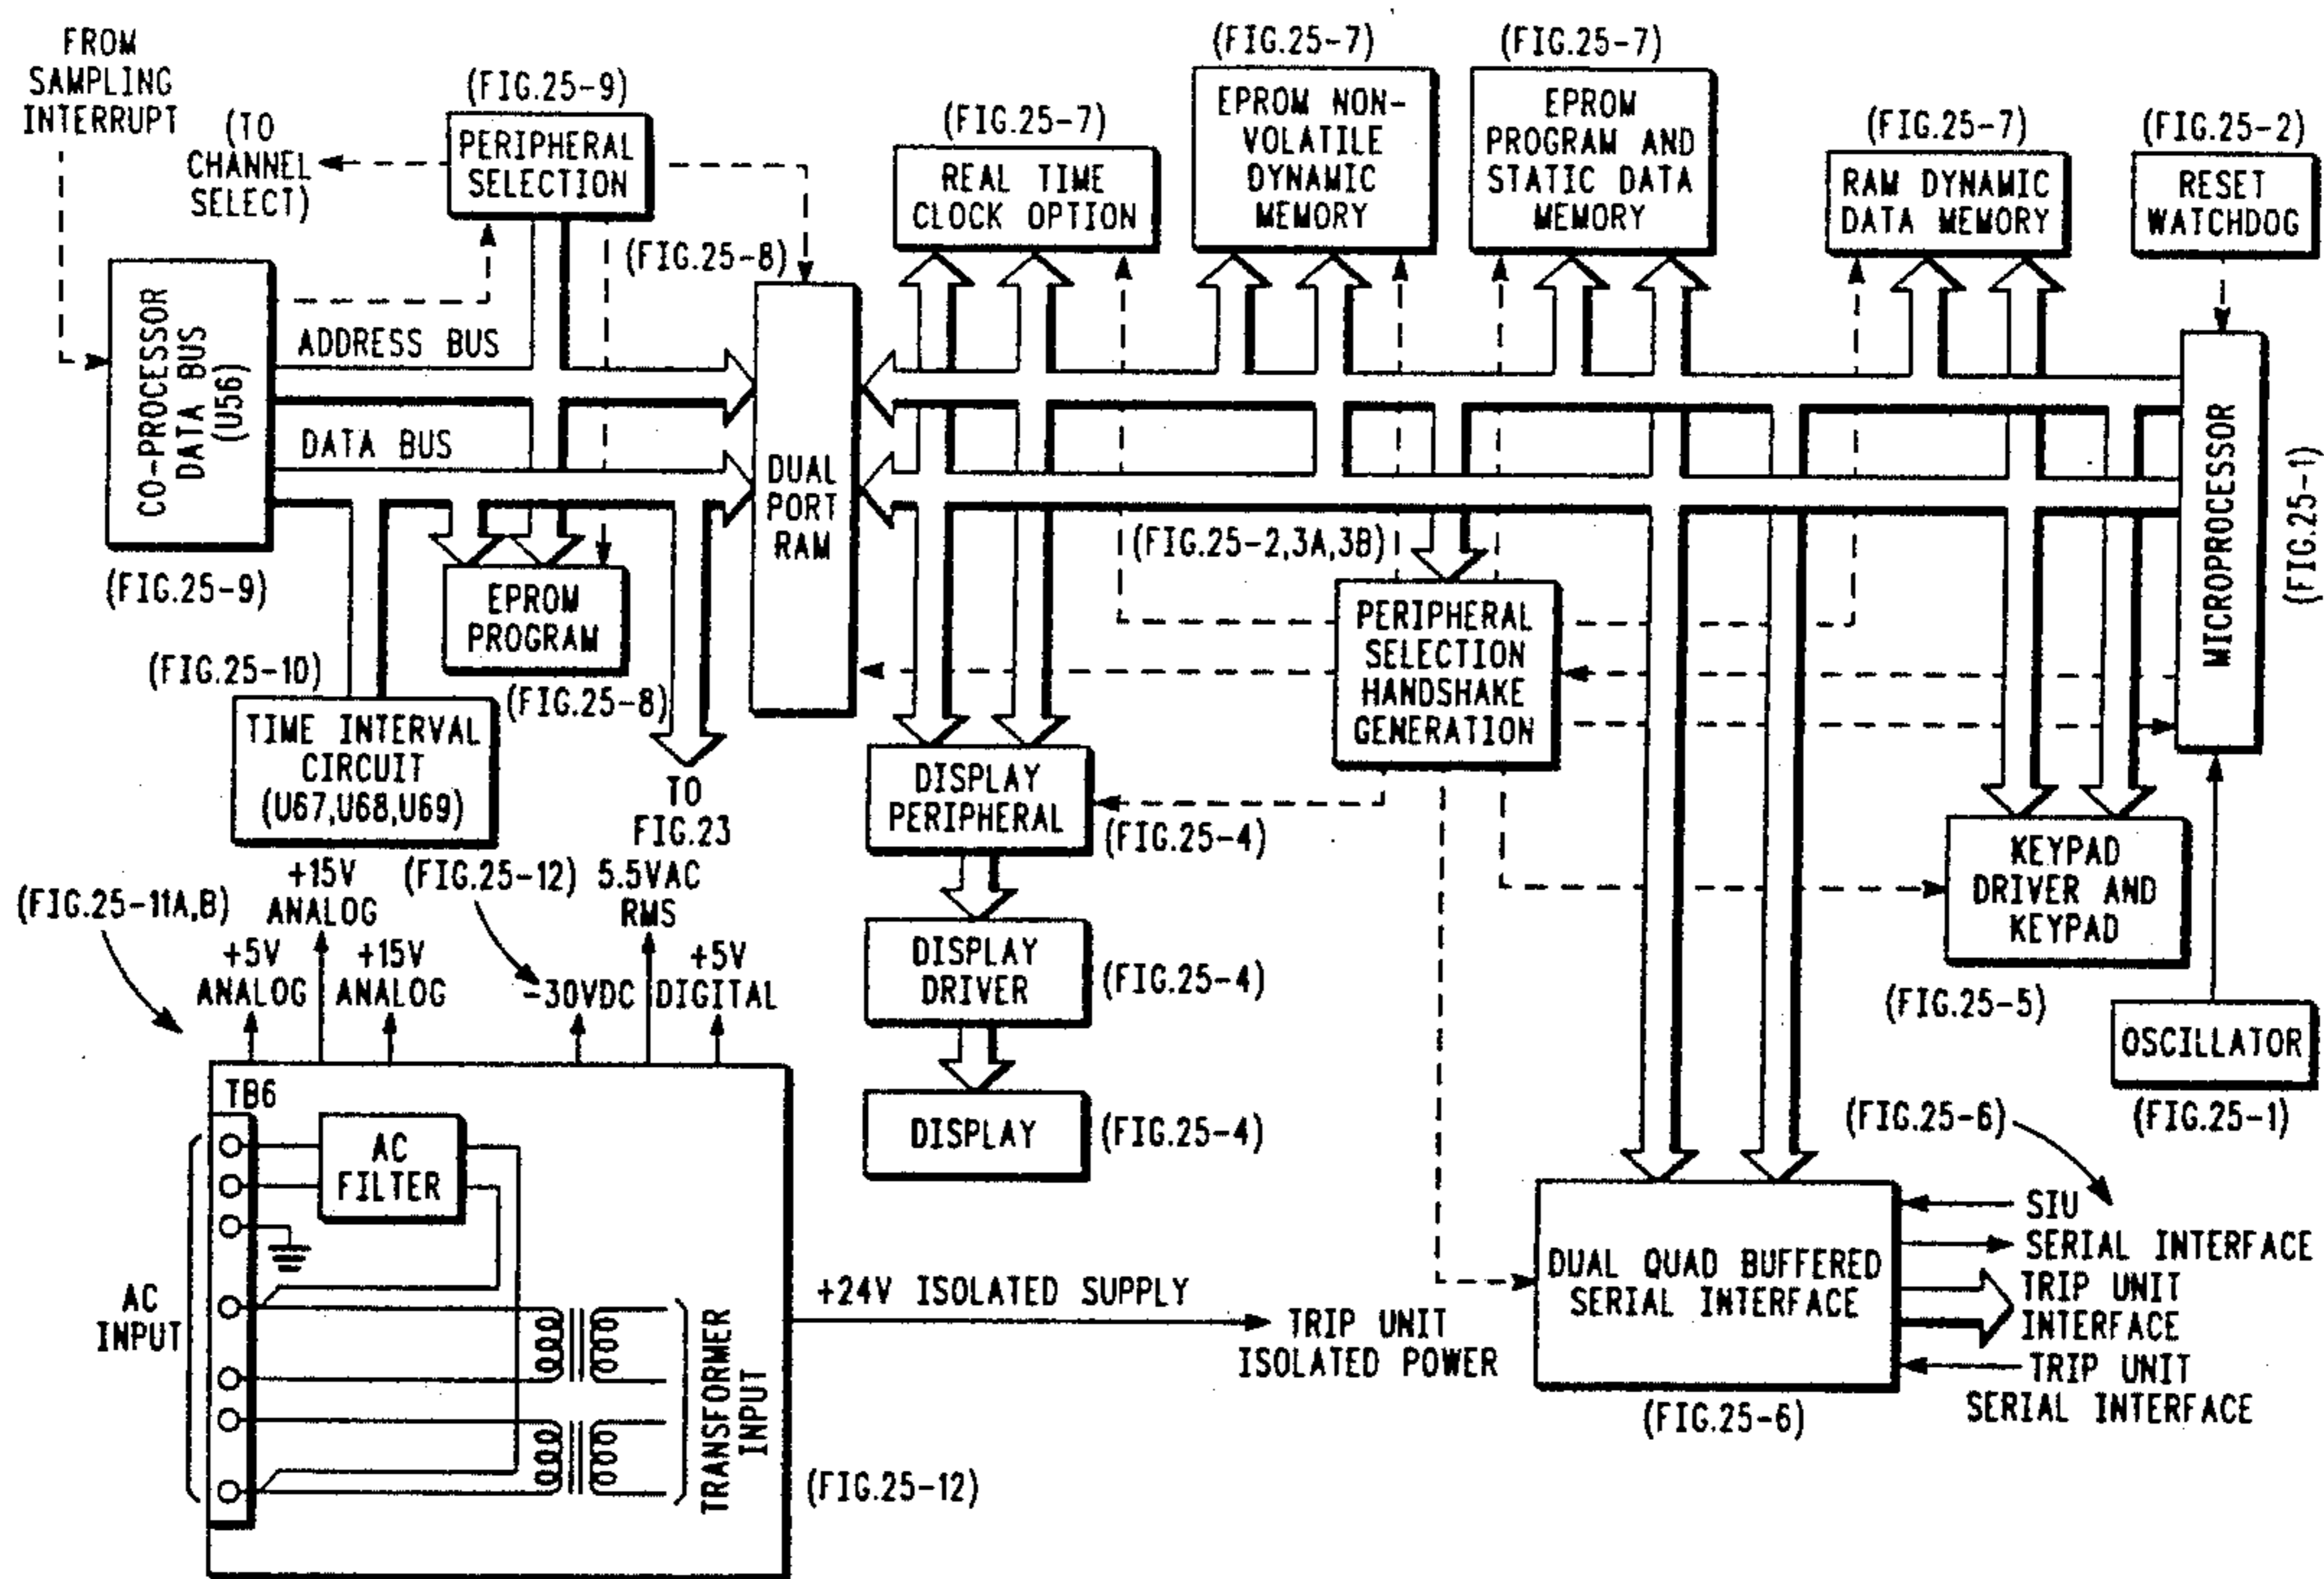 FROM
SAMPLING
INTERRUPT
(TO
CHANNEL
SELECT)
(FIG.25-9)
PERIPHERAL
SELECTION
(FIG.25-8)
(FIG.25-7)
REAL TIME
CLOCK OPTION
(FIG.25-7)
EPROM NON-
VOLATILE
DYNAMIC
MEMORY
(FIG.25-7)
EPROM
PROGRAM AND
STATIC DATA
MEMORY
(FIG.25-7)
RAM DYNAMIC
DATA MEMORY
(FIG.25-2)
RESET
WATCHDOG
CO-PROCESSOR
DATA BUS
(U56)
(FIG.25-9)
ADDRESS BUS
DATA BUS
DUAL
PORT
RAM
MICROPROCESSOR
(FIG.25-1)
EPROM
PROGRAM
(FIG.25-8)
(FIG.25-10)
TIME INTERVAL
CIRCUIT
(U67,U68,U69)
TO
FIG.23
(FIG.25-2,3A,3B)
PERIPHERAL
SELECTION
HANDSHAKE
GENERATION
DISPLAY
PERIPHERAL
(FIG.25-4)
DISPLAY
DRIVER
(FIG.25-4)
DISPLAY
(FIG.25-4)
KEYPAD
DRIVER AND
KEYPAD
(FIG.25-5)
OSCILLATOR
(FIG.25-1)
(FIG.25-11A,B)
+5V
ANALOG
+15V
ANALOG
+15V
ANALOG
(FIG.25-12)
-30VDC
5.5VAC
RMS
+5V
DIGITAL
TB6
AC
FILTER
AC
INPUT
TRANSFORMER
INPUT
(FIG.25-12)
+24V ISOLATED SUPPLY
TRIP UNIT
ISOLATED POWER
DUAL QUAD BUFFERED
SERIAL INTERFACE
(FIG.25-6)
(FIG.25-6)
SIU
SERIAL INTERFACE
TRIP UNIT
INTERFACE
TRIP UNIT
SERIAL INTERFACE